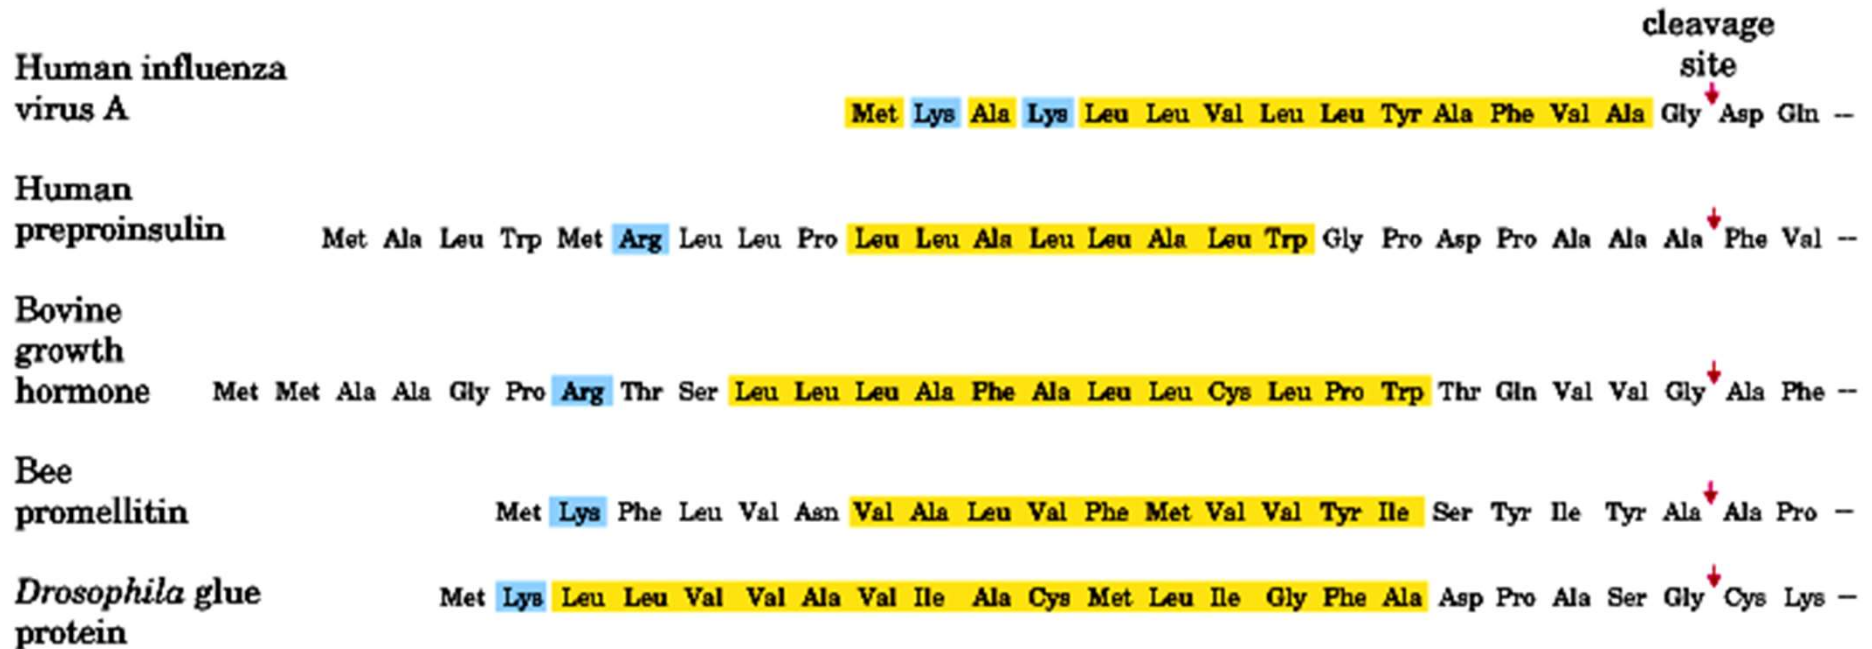 cleavage
site
Human influenza
virus A
Met Lys Ala Lys Leu Leu Val Leu Leu Tyr Ala Phe Val Ala Gly Asp Gln --
Human
preproinsulin
Met Ala Leu Trp Met Arg Leu Leu Pro Leu Leu Ala Leu Leu Ala Leu Trp Gly Pro Asp Pro Ala Ala Ala Phe Val --
Bovine
growth
hormone
Met Met Ala Ala Gly Pro Arg Thr Ser Leu Leu Leu Ala Phe Ala Leu Leu Cys Leu Pro Trp Thr Gln Val Val Gly Ala Phe --
Bee
promellitin
Met Lys Phe Leu Val Asn Val Ala Leu Val Phe Met Val Val Tyr Ile Ser Tyr Ile Tyr Ala Ala Pro --
Drosophila glue
protein
Met Lys Leu Leu Val Val Ala Val Ile Ala Cys Met Leu Ile Gly Phe Ala Asp Pro Ala Ser Gly Cys Lys --